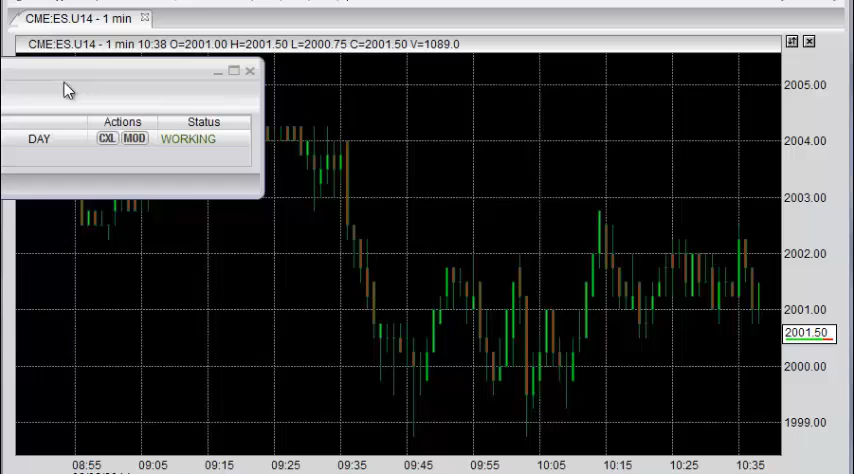 CME:ES.U14 - 1 min
CME:ES.U14 - 1 min 10:38 O=2001.00 H=2001.50 L=2000.75 C=2001.50 V=1089.0
Actions Status
DAY CXL MOD WORKING
2005.00
2004.00
2003.00
2002.00
2001.00
2001.50
2000.00
1999.00
08:55 09:05 09:15 09:25 09:35 09:45 09:55 10:05 10:15 10:25 10:35